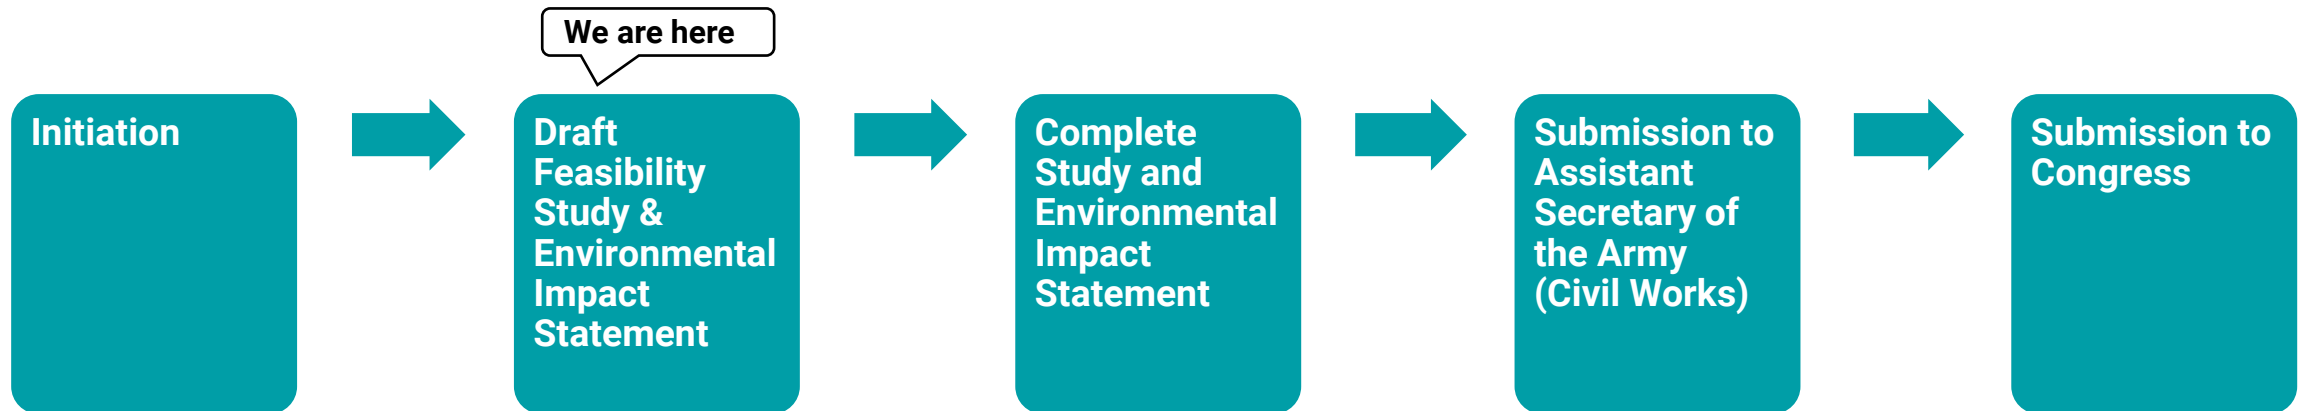 We are here
Initiation
Draft
Feasibility
Study &
Environmental
Impact
Statement
Complete
Study and
Environmental
Impact
Statement
Submission to
Assistant
Secretary of
the Army
(Civil Works)
Submission to
Congress